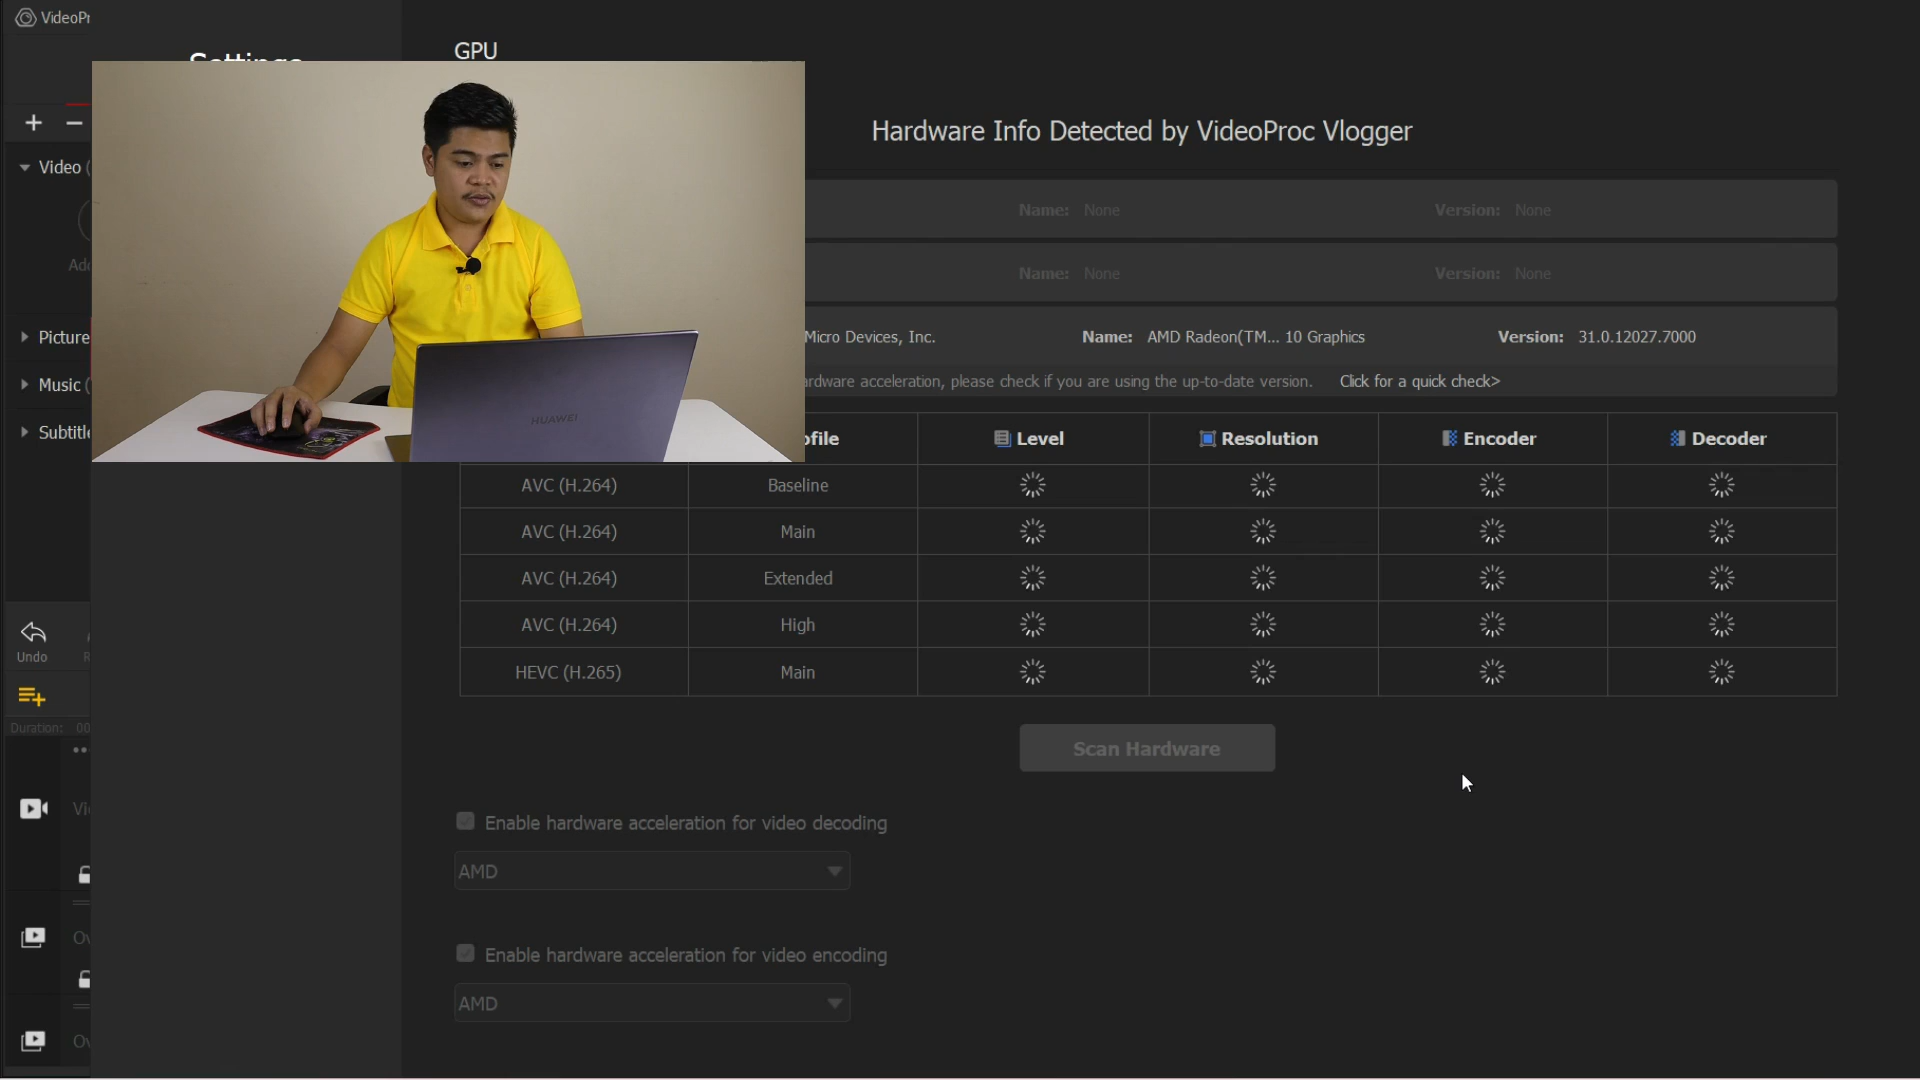 VideoPr
Settings
GPU
Hardware Info Detected by VideoProc Vlogger
Video (
Name: None Version: None
Name: None Version: None
Picture
Micro Devices, Inc. Name: AMD Radeon(TM... 10 Graphics Version: 31.0.12027.7000
Music (
ardware acceleration, please check if you are using the up-to-date version. Click for a quick check>
HUAWEI
Subtitle
ofile Level Resolution Encoder Decoder
AVC (H.264) Baseline
AVC (H.264) Main
AVC (H.264) Extended
AVC (H.264) High
HEVC (H.265) Main
Undo
Duration: 00
Scan Hardware
Enable hardware acceleration for video decoding
AMD
Enable hardware acceleration for video encoding
AMD